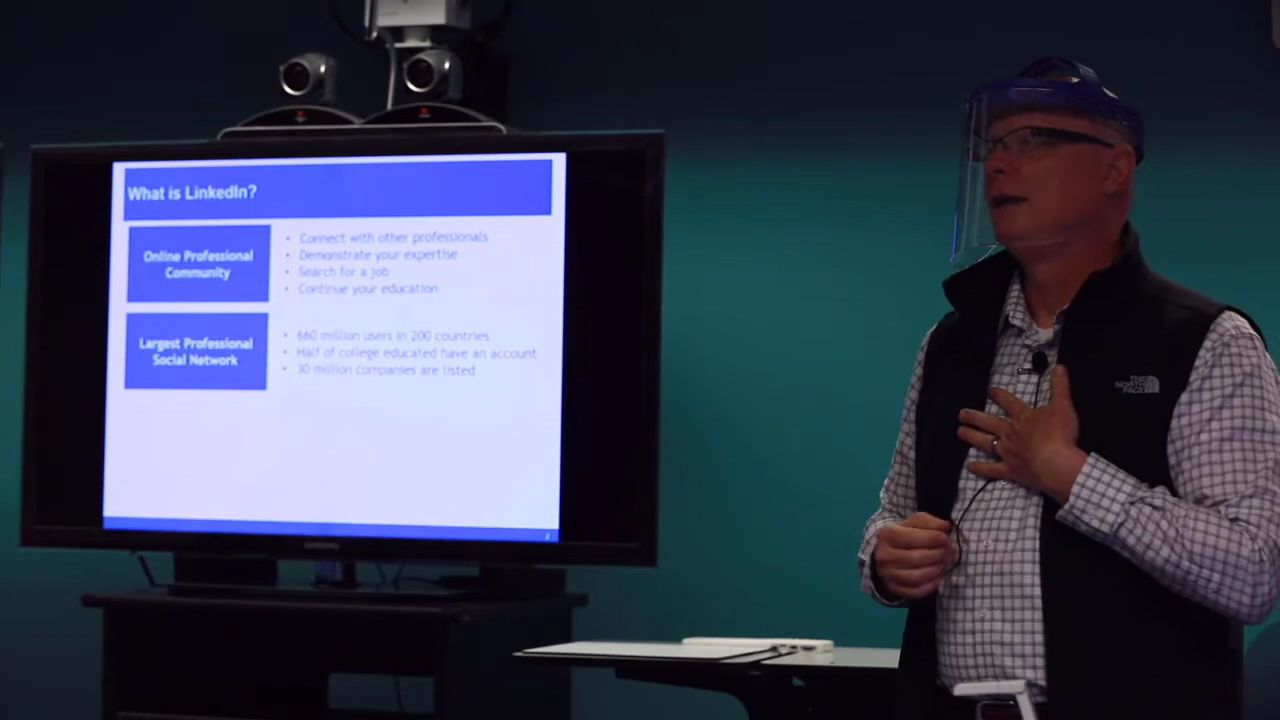 What is LinkedIn?
Online Professional
Community
• Connect with other professionals
• Demonstrate your expertise
• Search for a job
• Continue your education
Largest Professional
Social Network
• 660 million users in 200 countries
• Half of college educated have an account
• 30 million companies are listed
2
THE
NORTH
FACE